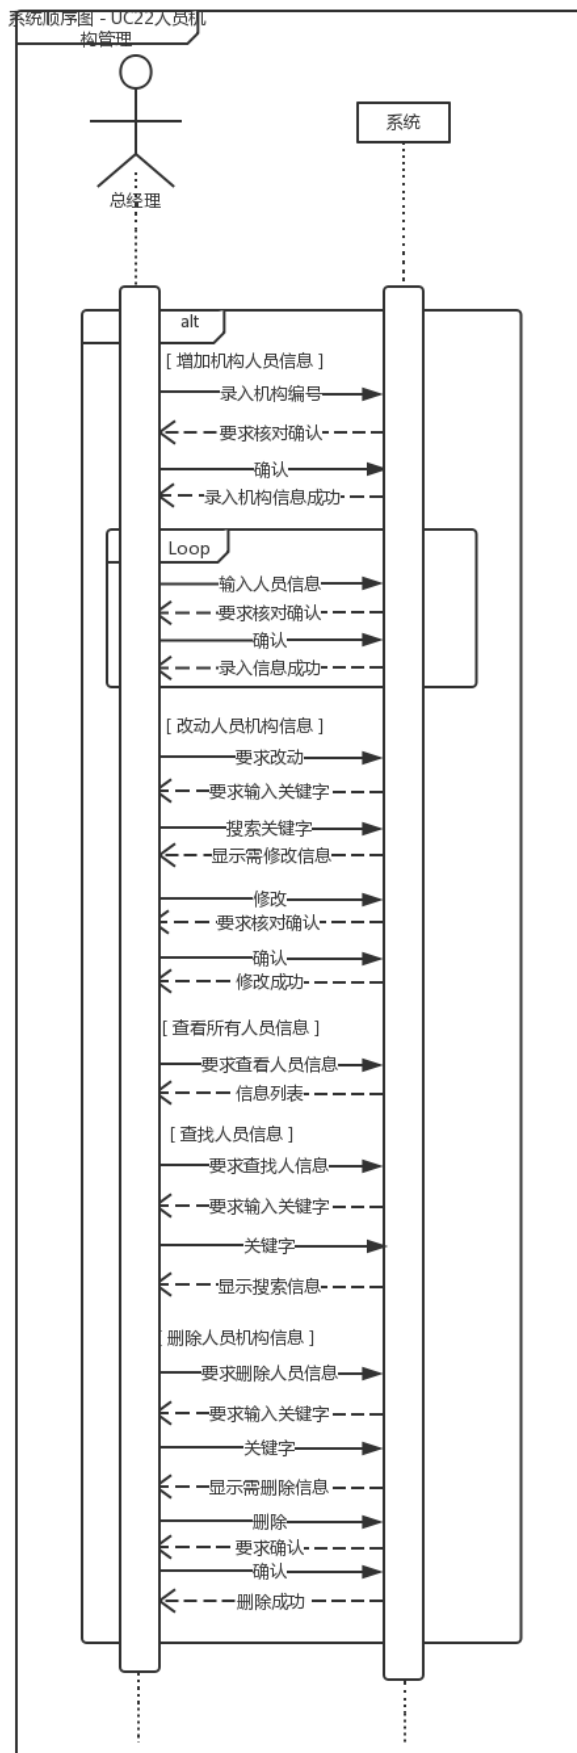 系统顺序图 - UC22人员机
构管理
系统
总经理
alt
[ 增加机构人员信息 ]
录入机构编号
要求核对确认
确认
录入机构信息成功
Loop
输入人员信息
要求核对确认
确认
录入信息成功
[ 改动人员机构信息 ]
要求改动
要求输入关键字
搜索关键字
显示需修改信息
修改
要求核对确认
确认
修改成功
[ 查看所有人员信息 ]
要求查看人员信息
信息列表
[ 查找人员信息 ]
要求查找人信息
要求输入关键字
关键字
显示搜索信息
[ 删除人员机构信息 ]
要求删除人员信息
要求输入关键字
关键字
显示需删除信息
删除
要求确认
确认
删除成功